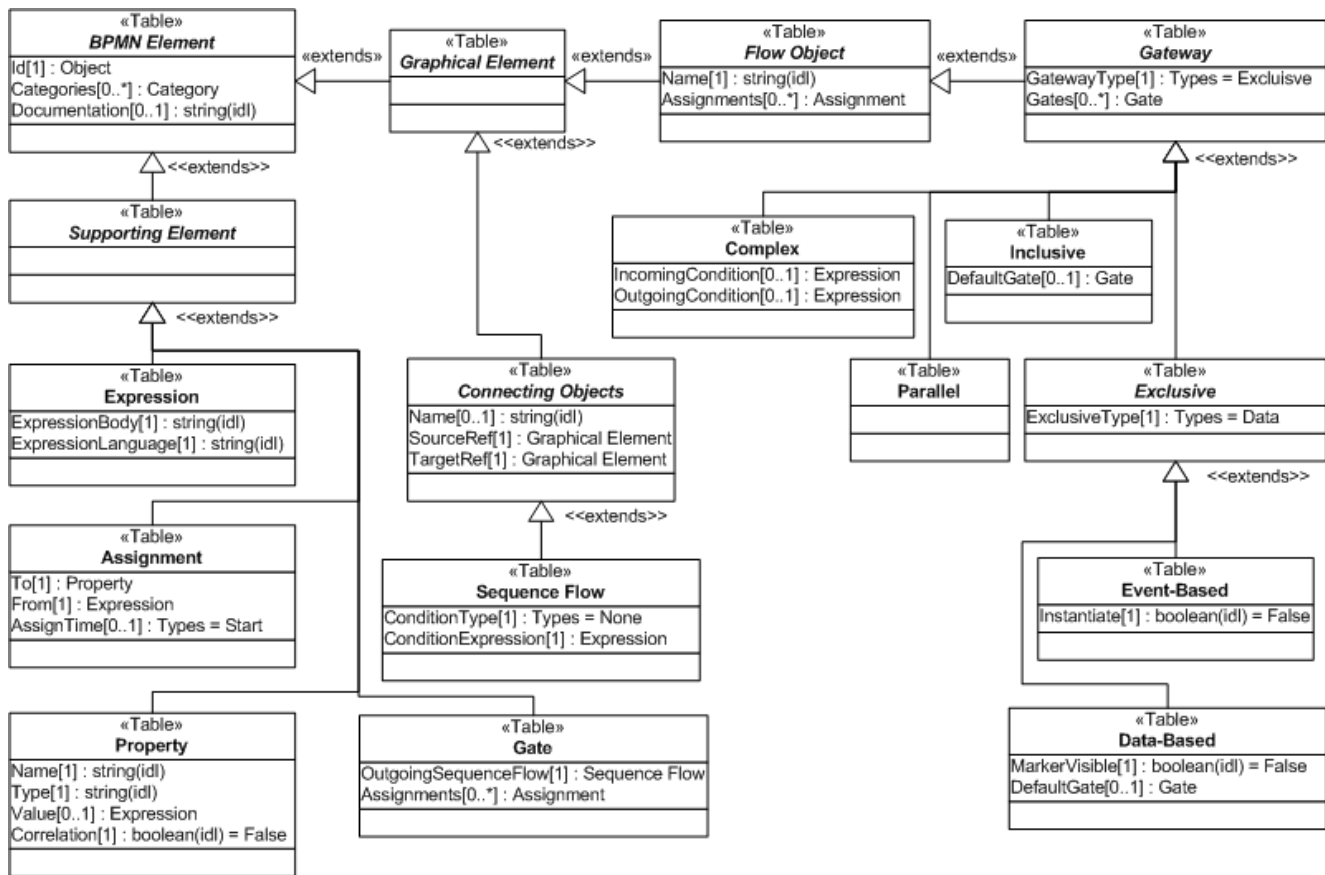 «Table»
BPMN Element
Id[1] : Object
Categories[0..*] : Category
Documentation[0..1] : string(idl)
«extends»
«Table»
Graphical Element
«extends»
«Table»
Flow Object
Name[1] : string(idl)
Assignments[0..*] : Assignment
«extends»
«Table»
Gateway
GatewayType[1] : Types = Excluisve
Gates[0..*] : Gate
<<extends>>
<<extends>>
<<extends>>
«Table»
Supporting Element
<<extends>>
«Table»
Complex
IncomingCondition[0..1] : Expression
OutgoingCondition[0..1] : Expression
«Table»
Inclusive
DefaultGate[0..1] : Gate
«Table»
Expression
ExpressionBody[1] : string(idl)
ExpressionLanguage[1] : string(idl)
«Table»
Connecting Objects
Name[0..1] : string(idl)
SourceRef[1] : Graphical Element
TargetRef[1] : Graphical Element
<<extends>>
«Table»
Parallel
«Table»
Exclusive
ExclusiveType[1] : Types = Data
<<extends>>
«Table»
Assignment
To[1] : Property
From[1] : Expression
AssignTime[0..1] : Types = Start
«Table»
Sequence Flow
ConditionType[1] : Types = None
ConditionExpression[1] : Expression
«Table»
Event-Based
Instantiate[1] : boolean(idl) = False
«Table»
Property
Name[1] : string(idl)
Type[1] : string(idl)
Value[0..1] : Expression
Correlation[1] : boolean(idl) = False
«Table»
Gate
OutgoingSequenceFlow[1] : Sequence Flow
Assignments[0..*] : Assignment
«Table»
Data-Based
MarkerVisible[1] : boolean(idl) = False
DefaultGate[0..1] : Gate